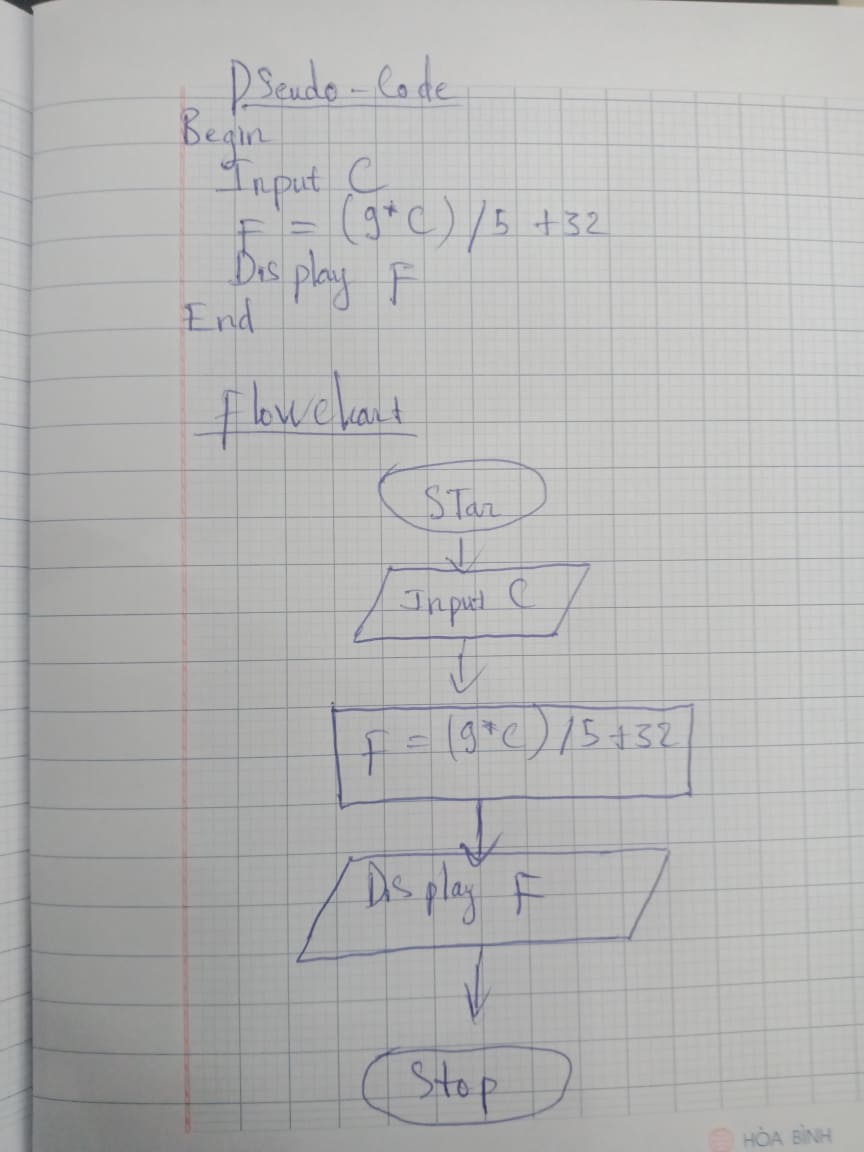 PSeudo-Code
Begin
Input C
F = (9*C)/5 +32
Display F
End
Flowchart
STar
Input C
F = (9*C)/5+32
Display F
Stop
HÒA BÌNH